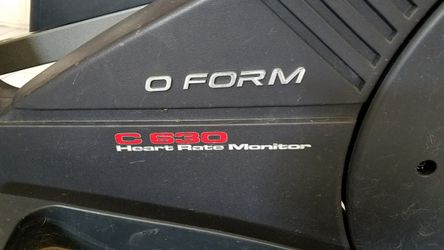 O FORM
C 630
Heart Rate Monitor